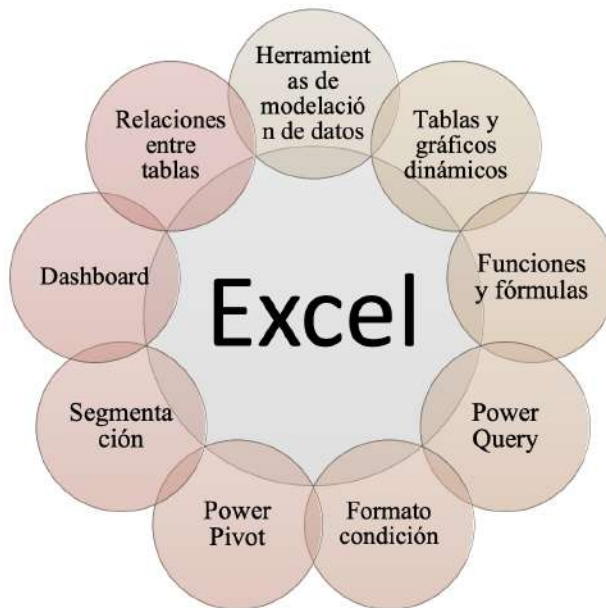 Herramient
as de
modelació
n de datos
Tablas y
gráficos
dinámicos
Funciones
y fórmulas
Power
Query
Formato
condición
Power
Pivot
Segmenta
ción
Dashboard
Relaciones
entre
tablas
Excel